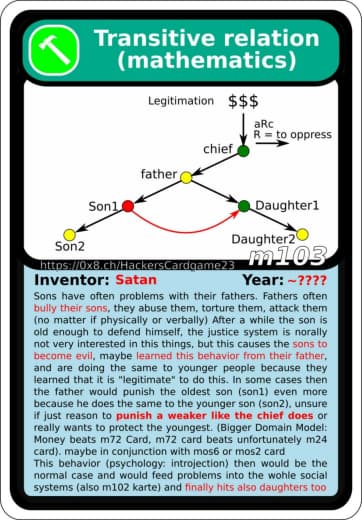 Transitive relation
(mathematics)
Legitimation $$$
aRc
R = to oppress
chief
father
Son1
Daughter1
Son2
Daughter2
m103
https://0x8.ch/HackersCardgame23
Inventor: Satan Year: ~????
Sons have often problems with their fathers. Fathers often
bully their sons, they abuse them, torture them, attack them
(no matter if physically or verbally) After a while the son is
old enough to defend himself, the justice system is norally
not very interested in this things, but this causes the sons to
become evil, maybe learned this behavior from their father,
and are doing the same to younger people because they
learned that it is "legitimate" to do this. In some cases then
the father would punish the oldest son (son1) even more
because he does the same to the younger son (son2), unsure
if just reason to punish a weaker like the chief does or
really wants to protect the youngest. (Bigger Domain Model:
Money beats m72 Card, m72 card beats unfortunately m24
card). maybe in conjunction with mos6 or mos2 card
This behavior (psychology: introjection) then would be the
normal case and would feed problems into the wohle social
systems (also m102 karte) and finally hits also daughters too